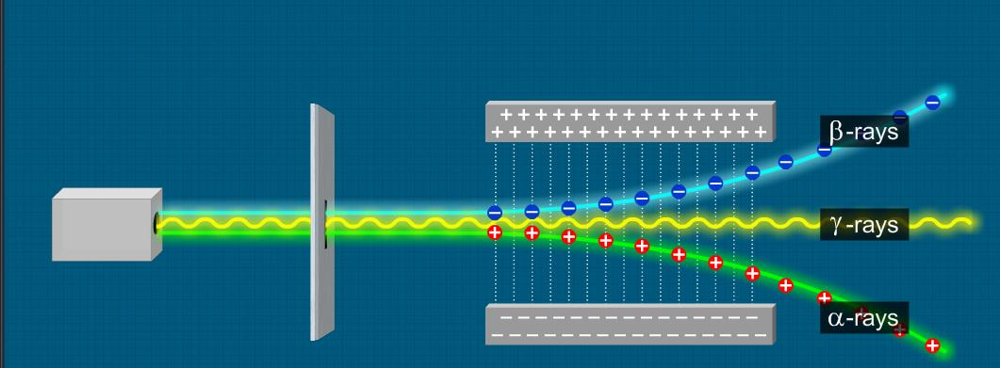 + + + + + + + + + + + + + + +
+ + + + + + + + + + + + + + + +
β-rays
γ-rays
α-rays
− − − − − − − − − − − − − − −
− − − − − − − − − − − − − − − −